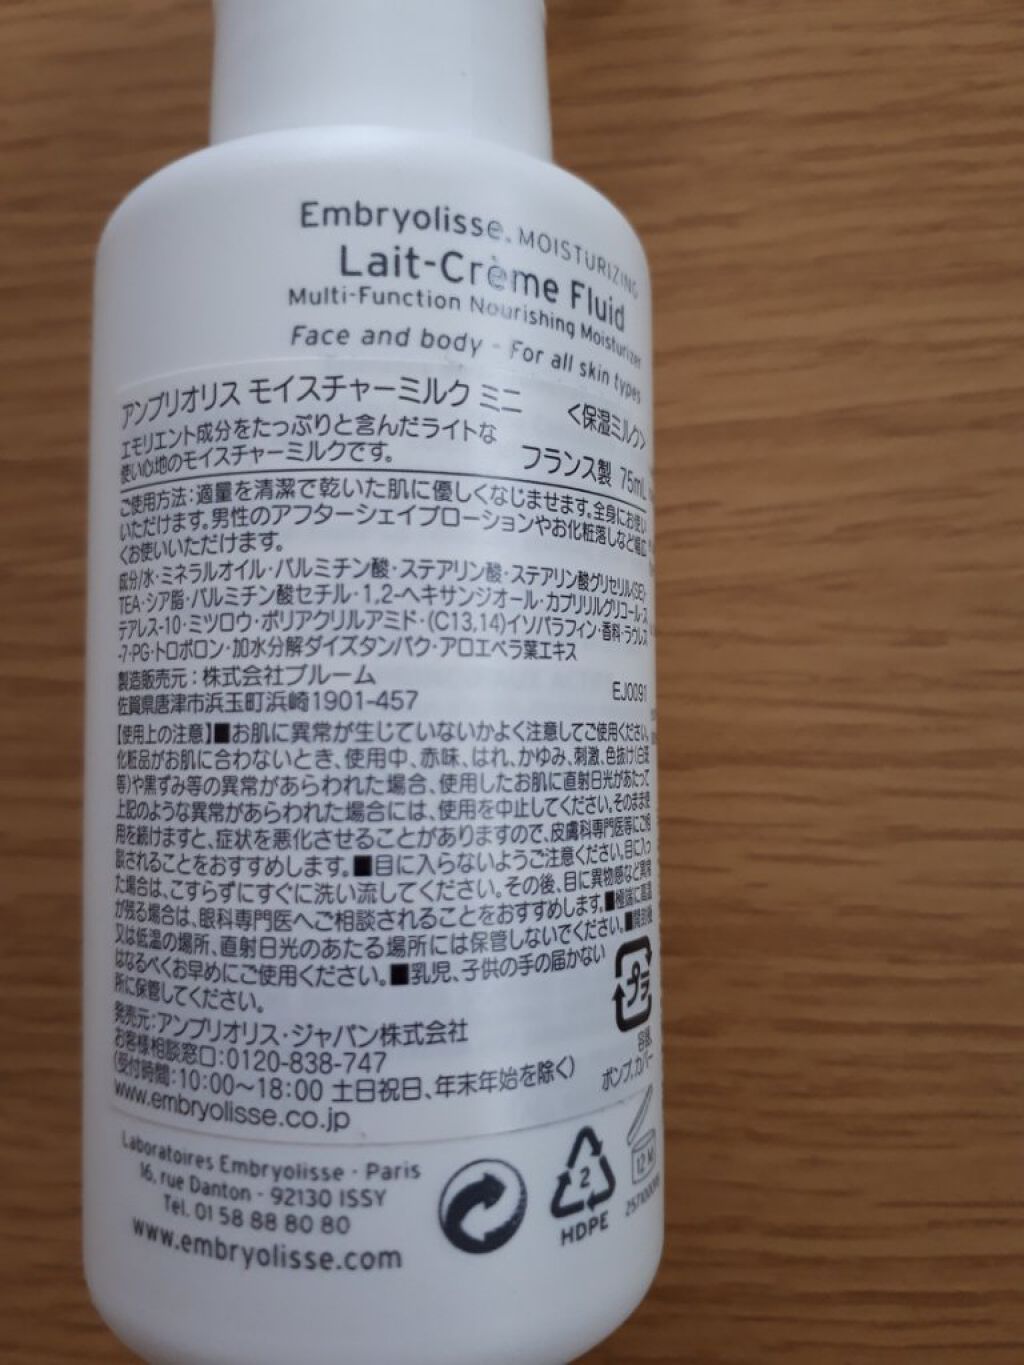 Embryolisse. MOISTURIZING
Lait-Crème Fluid
Multi-Function Nourishing Moisturizer
Face and body - For all skin types
アンブリオリス モイスチャーミルク ミニ <保湿ミルク>
エモリエント成分をたっぷりと含んだライトな
使い心地のモイスチャーミルクです。 フランス製 75mL
ご使用方法:適量を清潔で乾いた肌に優しくなじませます。全身にお使い
いただけます。男性のアフターシェイブローションやお化粧落しなど幅広
くお使いいただけます。
成分/水・ミネラルオイル・パルミチン酸・ステアリン酸・ステアリン酸グリセリル(SE)・
TEA・シア脂・パルミチン酸セチル・1,2-ヘキサンジオール・カプリリルグリコール・ス
テアレス-10・ミツロウ・ポリアクリルアミド・(C13,14)イソパラフィン・香料・ラウレス
-7・PG・トロポロン・加水分解ダイズタンパク・アロエベラ葉エキス
製造販売元:株式会社ブルーム
佐賀県唐津市浜玉町浜崎1901-457 EJ0091
【使用上の注意】■お肌に異常が生じていないかよく注意してご使用ください。
化粧品がお肌に合わないとき、使用中、赤味、はれ、かゆみ、刺激、色抜け(白斑
等)や黒ずみ等の異常があらわれた場合、使用したお肌に直射日光があたって
上記のような異常があらわれた場合には、使用を中止してください。そのまま使
用を続けますと、症状を悪化させることがありますので、皮膚科専門医等にご相
談されることをおすすめします。■目に入らないようご注意ください。目に入っ
た場合は、こすらずにすぐに洗い流してください。その後、目に異物感など異常
が残る場合は、眼科専門医へご相談されることをおすすめします。■極端に高温
又は低温の場所、直射日光のあたる場所には保管しないでください。■開封後
はなるべくお早めにご使用ください。■乳児、子供の手の届かない
所に保管してください。
プラ
容器、
ポンプ、カバー
発売元:アンブリオリス・ジャパン株式会社
お客様相談窓口:0120-838-747
(受付時間:10:00〜18:00 土日祝日、年末年始を除く)
www.embryolisse.co.jp
Laboratoires Embryolisse - Paris
16, rue Danton - 92130 ISSY
Tel. 01 58 88 80 80
www.embryolisse.com
2
HDPE
12 M